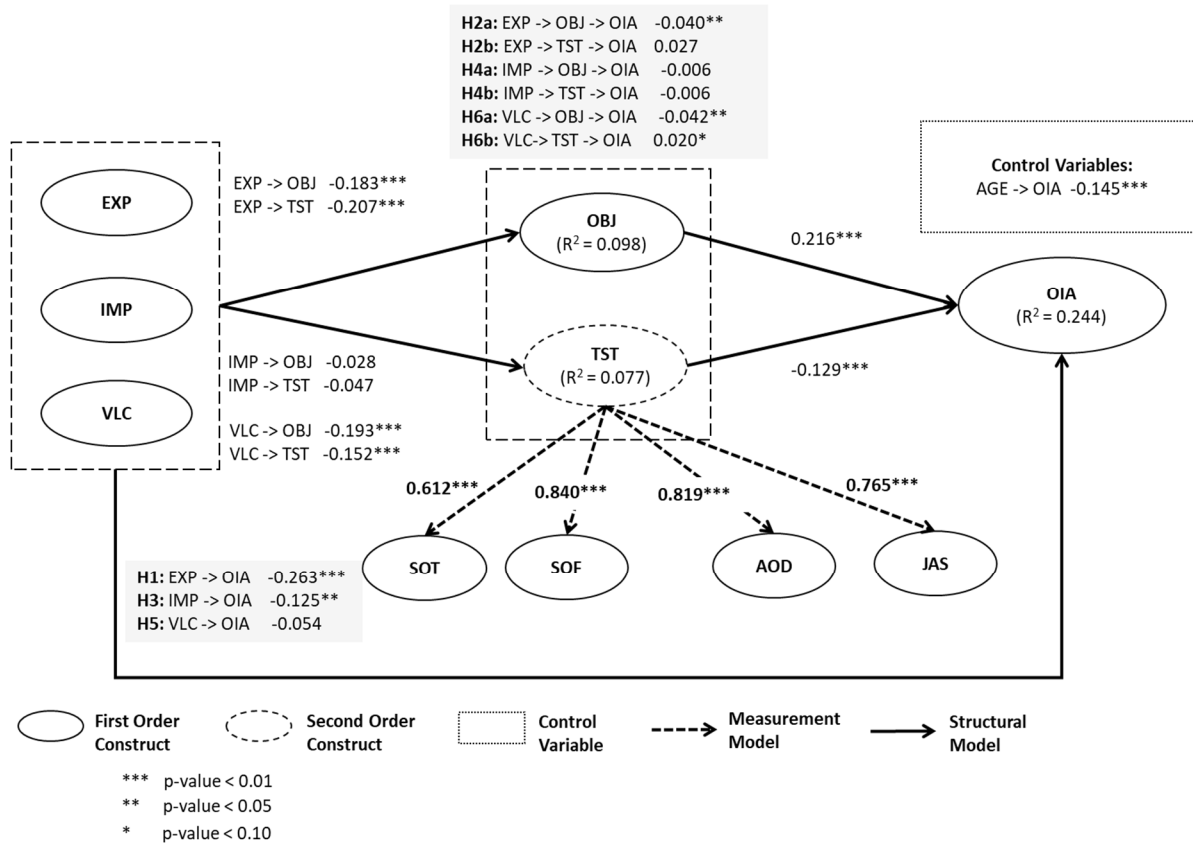 H2a: EXP -> OBJ -> OIA -0.040**
H2b: EXP -> TST -> OIA 0.027
H4a: IMP -> OBJ -> OIA -0.006
H4b: IMP -> TST -> OIA -0.006
H6a: VLC -> OBJ -> OIA -0.042**
H6b: VLC-> TST -> OIA 0.020*
Control Variables:
AGE -> OIA -0.145***
EXP
IMP
VLC
EXP -> OBJ -0.183***
EXP -> TST -0.207***
IMP -> OBJ -0.028
IMP -> TST -0.047
VLC -> OBJ -0.193***
VLC -> TST -0.152***
OBJ
(R² = 0.098)
TST
(R² = 0.077)
0.216***
-0.129***
OIA
(R² = 0.244)
0.612***
0.840***
0.819***
0.765***
SOT
SOF
AOD
JAS
H1: EXP -> OIA -0.263***
H3: IMP -> OIA -0.125**
H5: VLC -> OIA -0.054
First Order
Construct
Second Order
Construct
Control
Variable
Measurement
Model
Structural
Model
*** p-value < 0.01
** p-value < 0.05
* p-value < 0.10